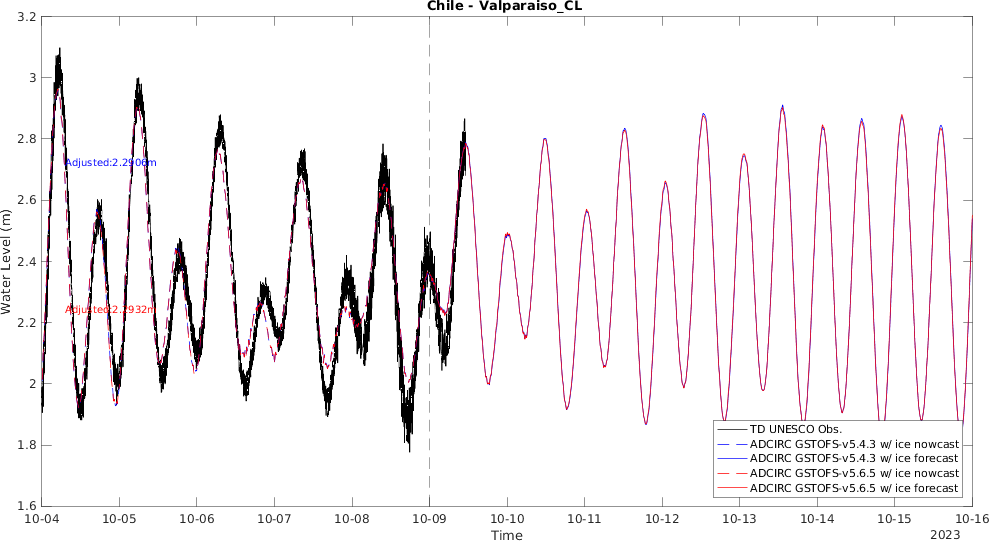 Chile - Valparaiso_CL
3.2
3
2.8
2.6
2.4
2.2
2
1.8
1.6
Water Level (m)
Adjusted:2.2906m
Adjusted:2.2932m
TD UNESCO Obs.
ADCIRC GSTOFS-v5.4.3 w/ ice nowcast
ADCIRC GSTOFS-v5.4.3 w/ ice forecast
ADCIRC GSTOFS-v5.6.5 w/ ice nowcast
ADCIRC GSTOFS-v5.6.5 w/ ice forecast
10-04 10-05 10-06 10-07 10-08 10-09 10-10 10-11 10-12 10-13 10-14 10-15 10-16
Time
2023